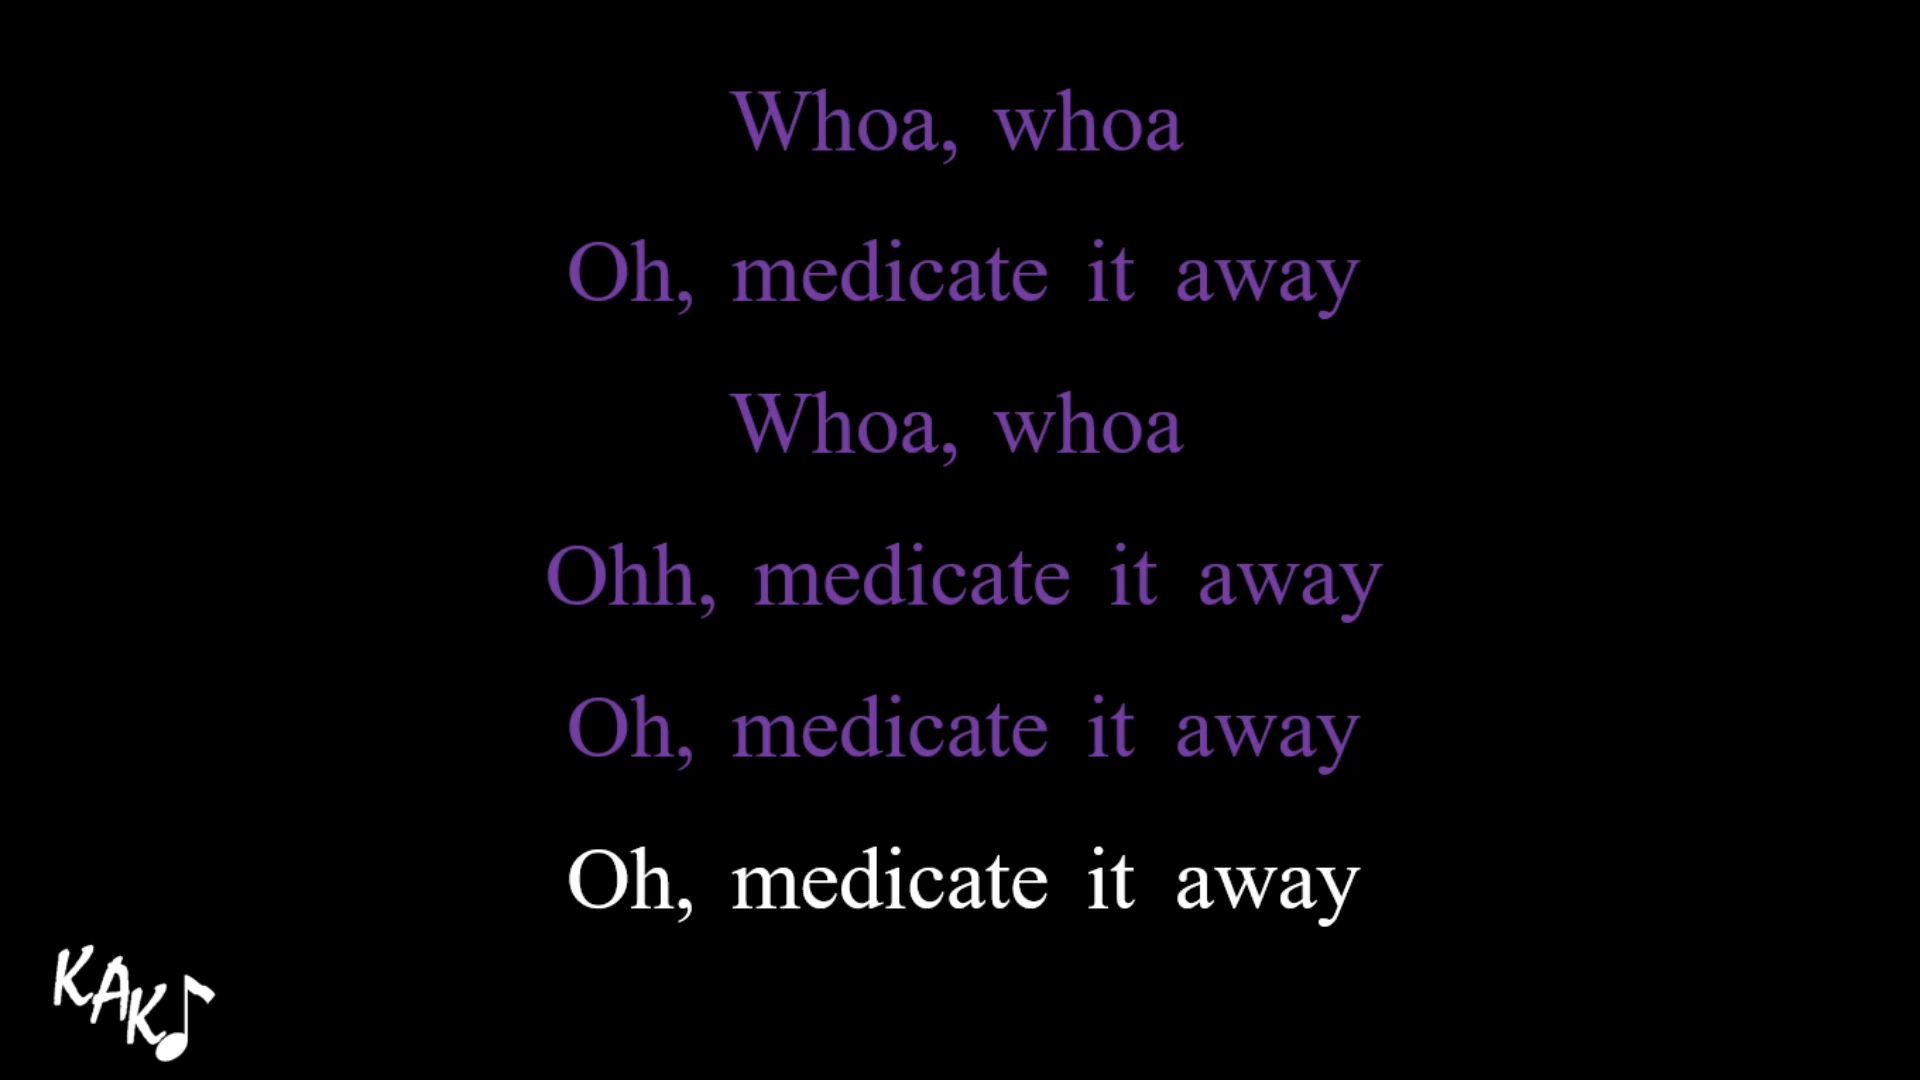 Whoa, whoa
Oh, medicate it away
Whoa, whoa
Ohh, medicate it away
Oh, medicate it away
Oh, medicate it away
KAK